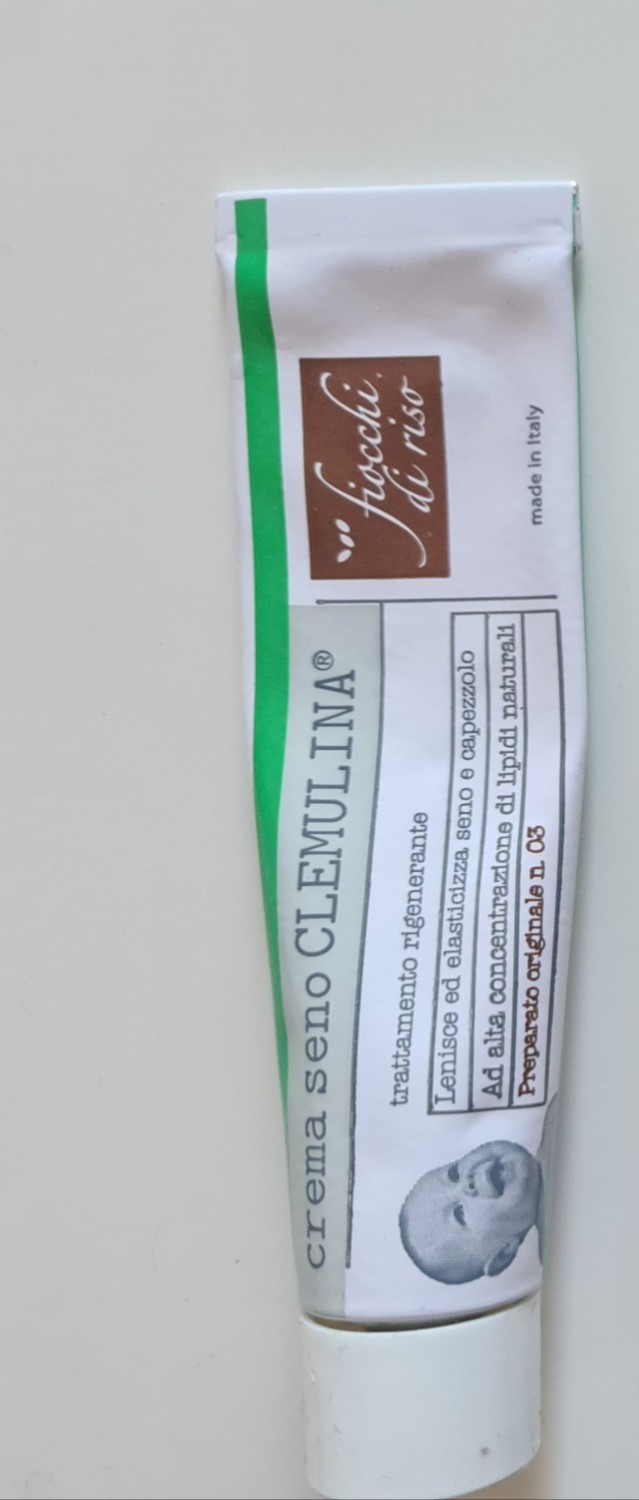 crema seno CLEMULINA®
trattamento rigenerante
Lenisce ed elasticizza seno e capezzolo
Ad alta concentrazione di lipidi naturali
Preparato originale n. 03
fiocchi
di riso
made in Italy